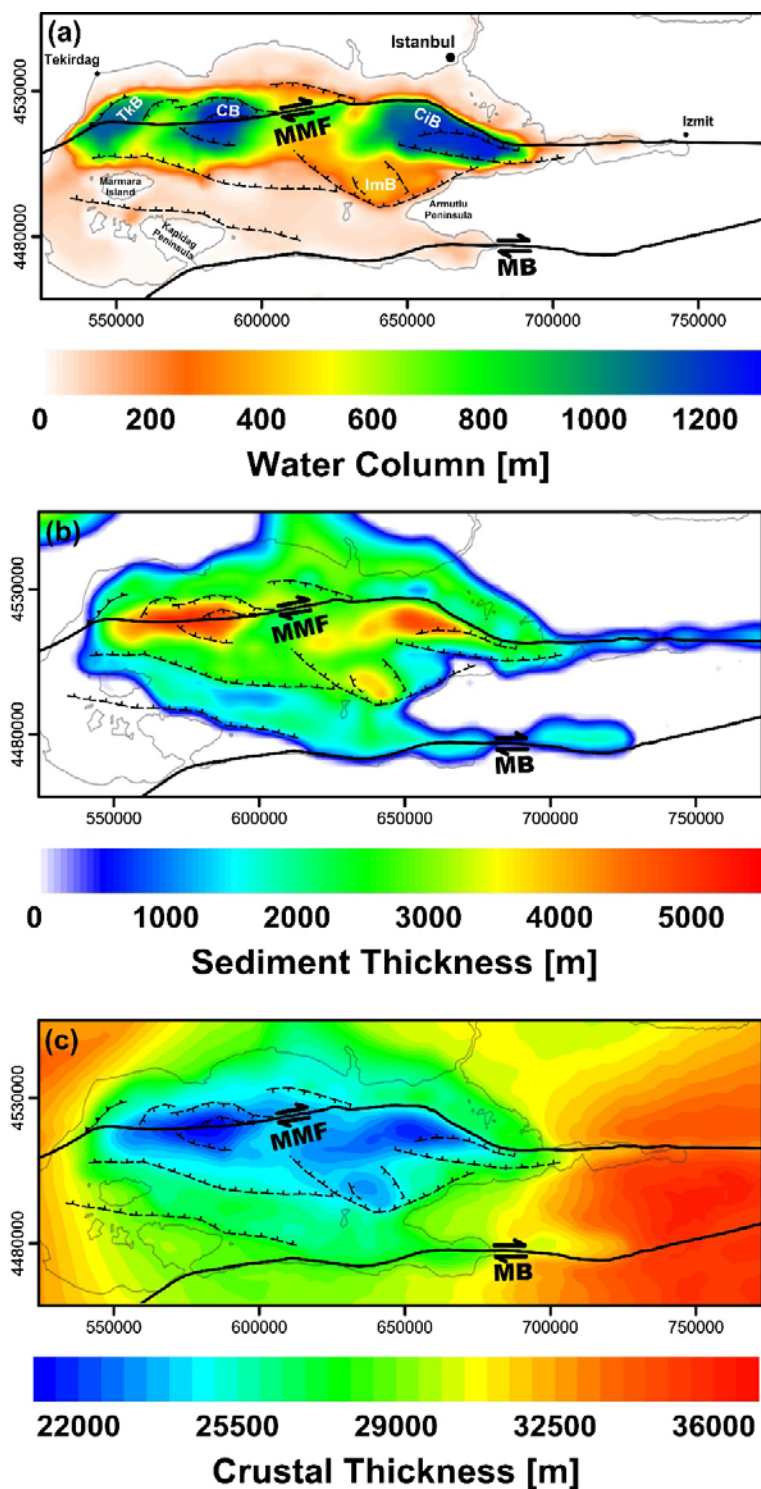 (a)
Istanbul
Tekirdag
4530000
TkB
CB
CiB
MMF
Izmit
ImB
Marmara
Island
Armutlu
Peninsula
Kapidag
Peninsula
4480000
MB
550000 600000 650000 700000 750000
0 200 400 600 800 1000 1200
Water Column [m]
(b)
4530000
MMF
4480000
MB
550000 600000 650000 700000 750000
0 1000 2000 3000 4000 5000
Sediment Thickness [m]
(c)
4530000
MMF
4480000
MB
550000 600000 650000 700000 750000
22000 25500 29000 32500 36000
Crustal Thickness [m]